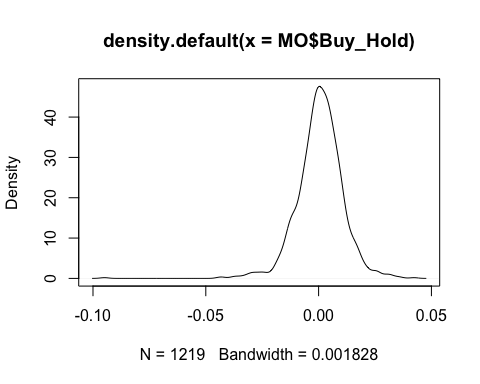 density.default(x = MO$Buy_Hold)
Density
40
30
20
10
0
-0.10 -0.05 0.00 0.05
N = 1219 Bandwidth = 0.001828